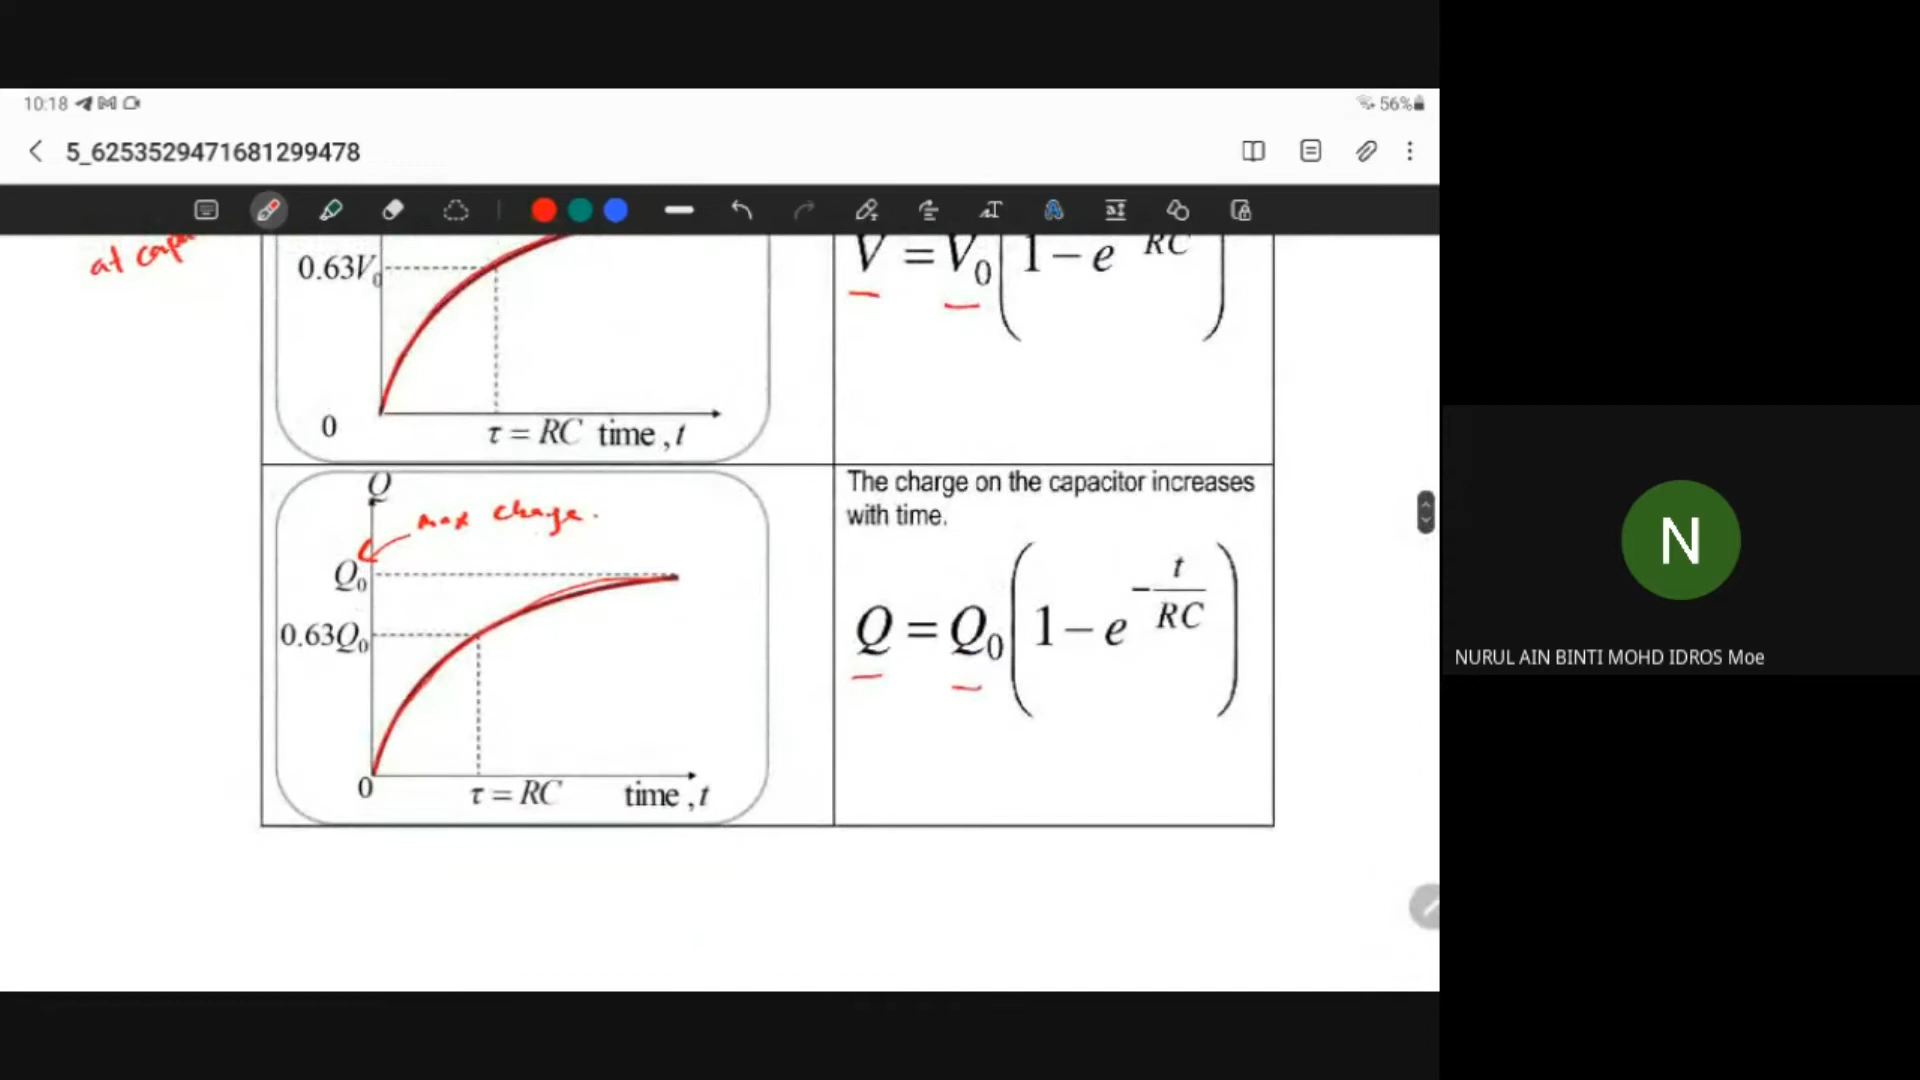 10:18
56%
5_6253529471681299478
at
0.63V₀
V = V₀(1−e RC)
0
τ = RC time, t
Q
max charge.
Q₀
0.63Q₀
0
τ = RC time, t
The charge on the capacitor increases
with time.
Q = Q₀(1−e^(−t/RC))
N
NURUL AIN BINTI MOHD IDROS Moe